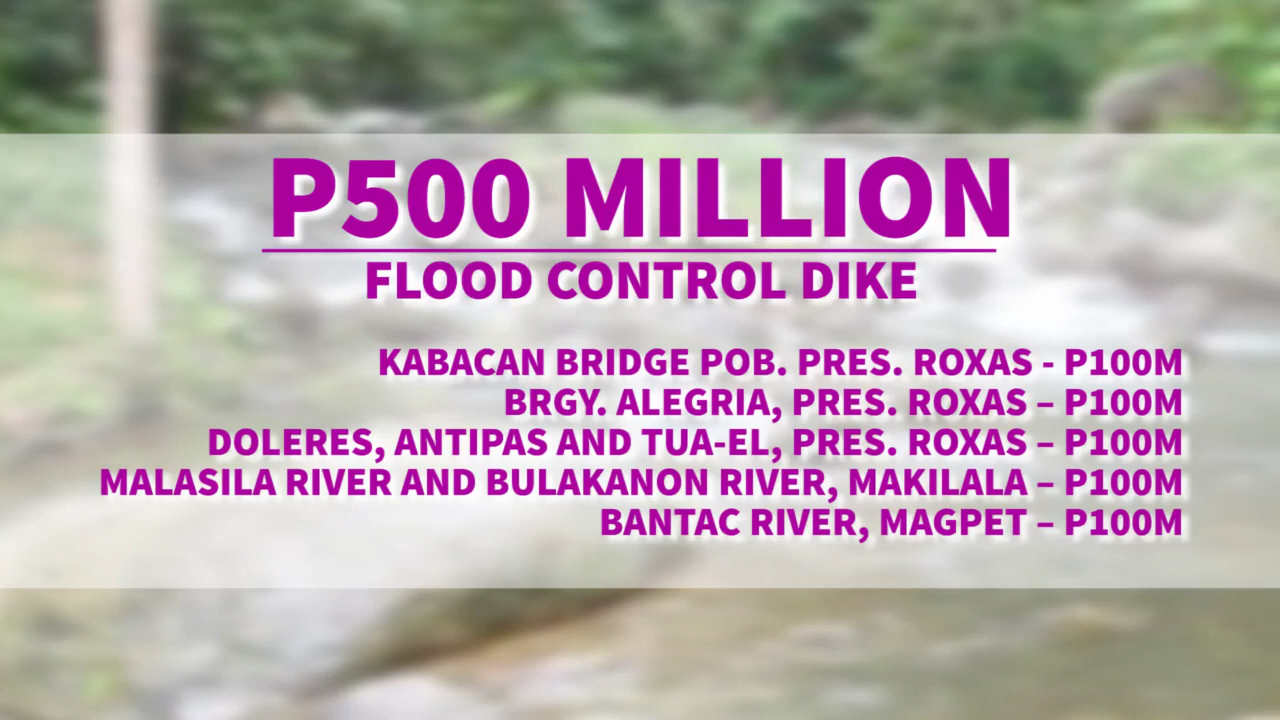 P500 MILLION
FLOOD CONTROL DIKE
KABACAN BRIDGE POB. PRES. ROXAS - P100M
BRGY. ALEGRIA, PRES. ROXAS – P100M
DOLERES, ANTIPAS AND TUA-EL, PRES. ROXAS – P100M
MALASILA RIVER AND BULAKANON RIVER, MAKILALA – P100M
BANTAC RIVER, MAGPET – P100M